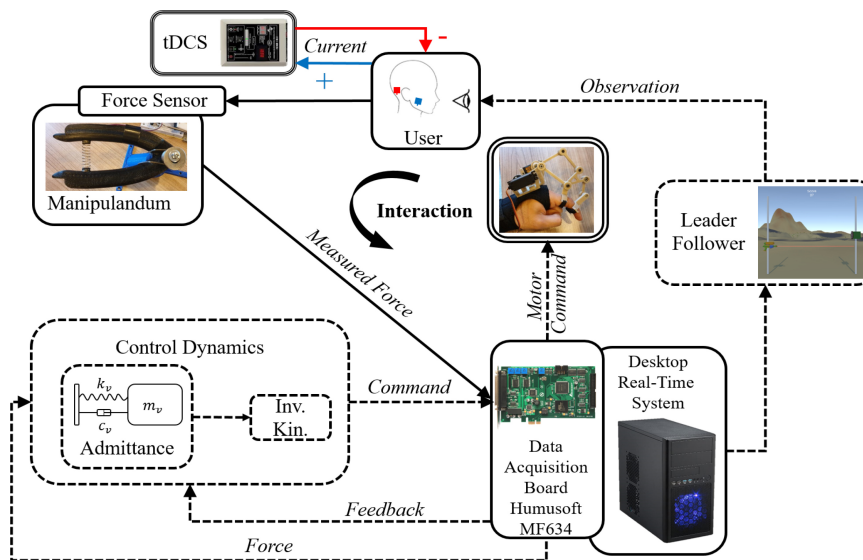 tDCS
Current
-
+
User
Observation
Force Sensor
Manipulandum
Interaction
Leader
Follower
Measured Force
Motor
Command
Control Dynamics
k_v
m_v
c_v
Admittance
Inv.
Kin.
Command
Desktop
Real-Time
System
Data
Acquisition
Board
Humusoft
MF634
Feedback
Force